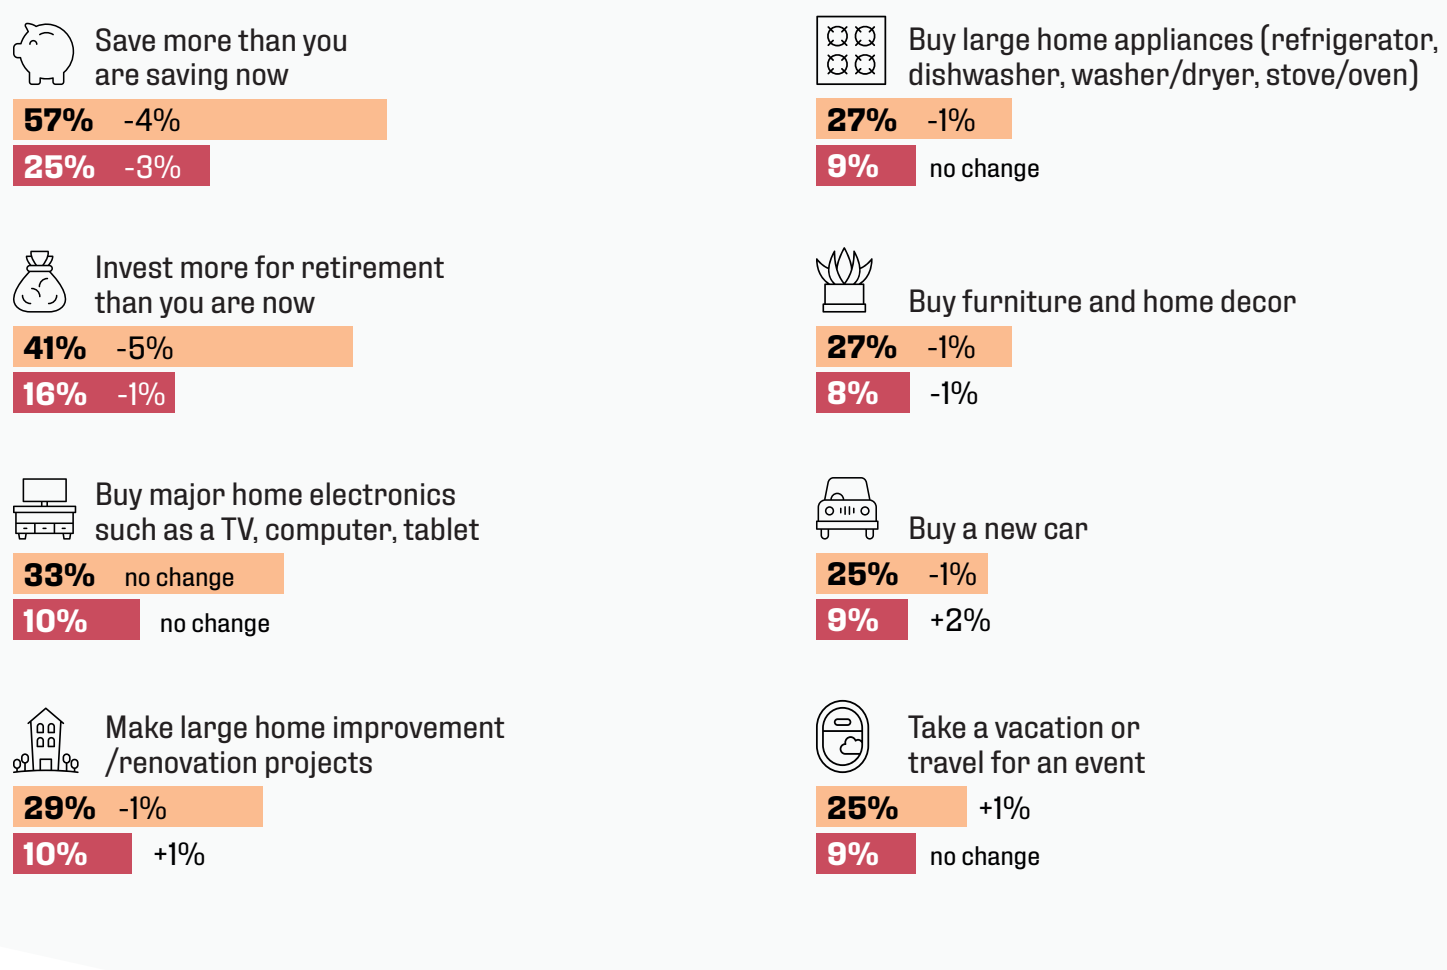 Save more than you
are saving now
57% -4%
25% -3%
Invest more for retirement
than you are now
41% -5%
16% -1%
Buy major home electronics
such as a TV, computer, tablet
33% no change
10% no change
Make large home improvement
/renovation projects
29% -1%
10% +1%
Buy large home appliances (refrigerator,
dishwasher, washer/dryer, stove/oven)
27% -1%
9% no change
Buy furniture and home decor
27% -1%
8% -1%
Buy a new car
25% -1%
9% +2%
Take a vacation or
travel for an event
25% +1%
9% no change